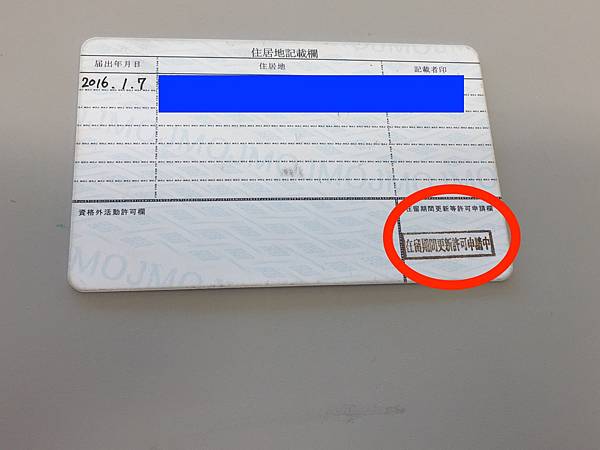 住居地記載欄
届出年月日 住居地 記載者印
2016.1.7
資格外活動許可欄 在留期間更新等許可申請欄
在留期間更新許可申請中
MOJMOJMO